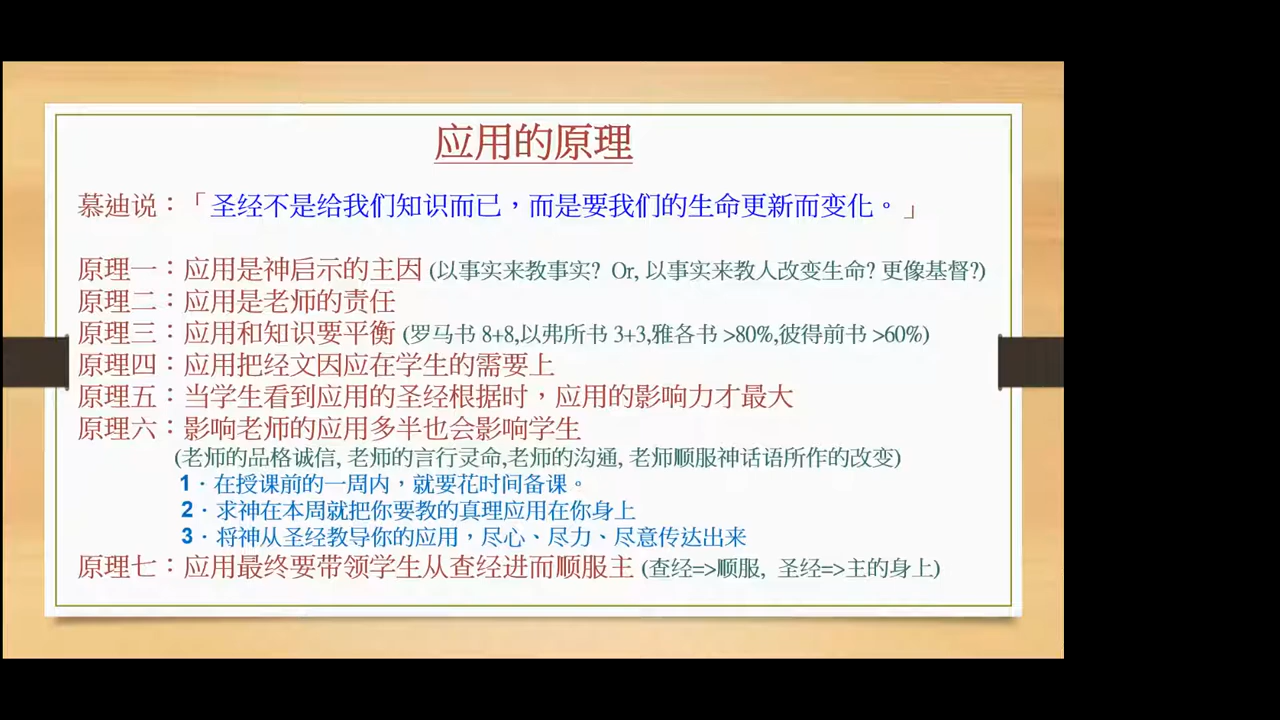 应用的原理
慕迪说：「圣经不是给我们知识而已，而是要我们的生命更新而变化。」
原理一：应用是神启示的主因 (以事实来教事实? Or, 以事实来教人改变生命? 更像基督?)
原理二：应用是老师的责任
原理三：应用和知识要平衡 (罗马书 8+8,以弗所书 3+3,雅各书 >80%,彼得前书 >60%)
原理四：应用把经文因应在学生的需要上
原理五：当学生看到应用的圣经根据时，应用的影响力才最大
原理六：影响老师的应用多半也会影响学生
(老师的品格诚信, 老师的言行灵命,老师的沟通, 老师顺服神话语所作的改变)
1．在授课前的一周内，就要花时间备课。
2．求神在本周就把你要教的真理应用在你身上
3．将神从圣经教导你的应用，尽心、尽力、尽意传达出来
原理七：应用最终要带领学生从查经进而顺服主 (查经=>顺服, 圣经=>主的身上)